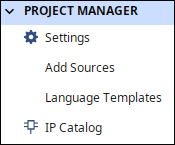 PROJECT MANAGER
Settings
Add Sources
Language Templates
IP Catalog